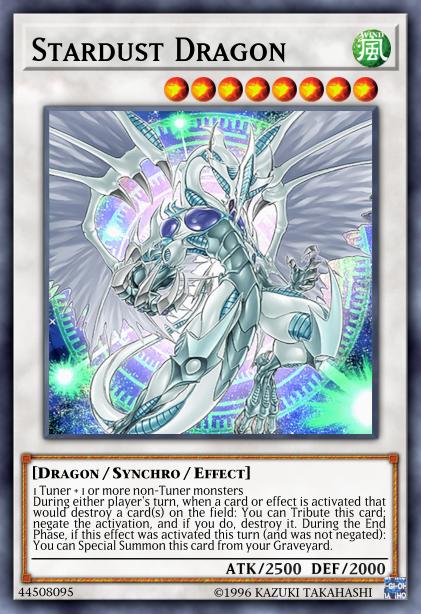 STARDUST DRAGON
WIND
風
[DRAGON / SYNCHRO / EFFECT]
1 Tuner + 1 or more non-Tuner monsters
During either player's turn, when a card or effect is activated that
would destroy a card(s) on the field: You can Tribute this card;
negate the activation, and if you do, destroy it. During the End
Phase, if this effect was activated this turn (and was not negated):
You can Special Summon this card from your Graveyard.
ATK/2500 DEF/2000
44508095
©1996 KAZUKI TAKAHASHI